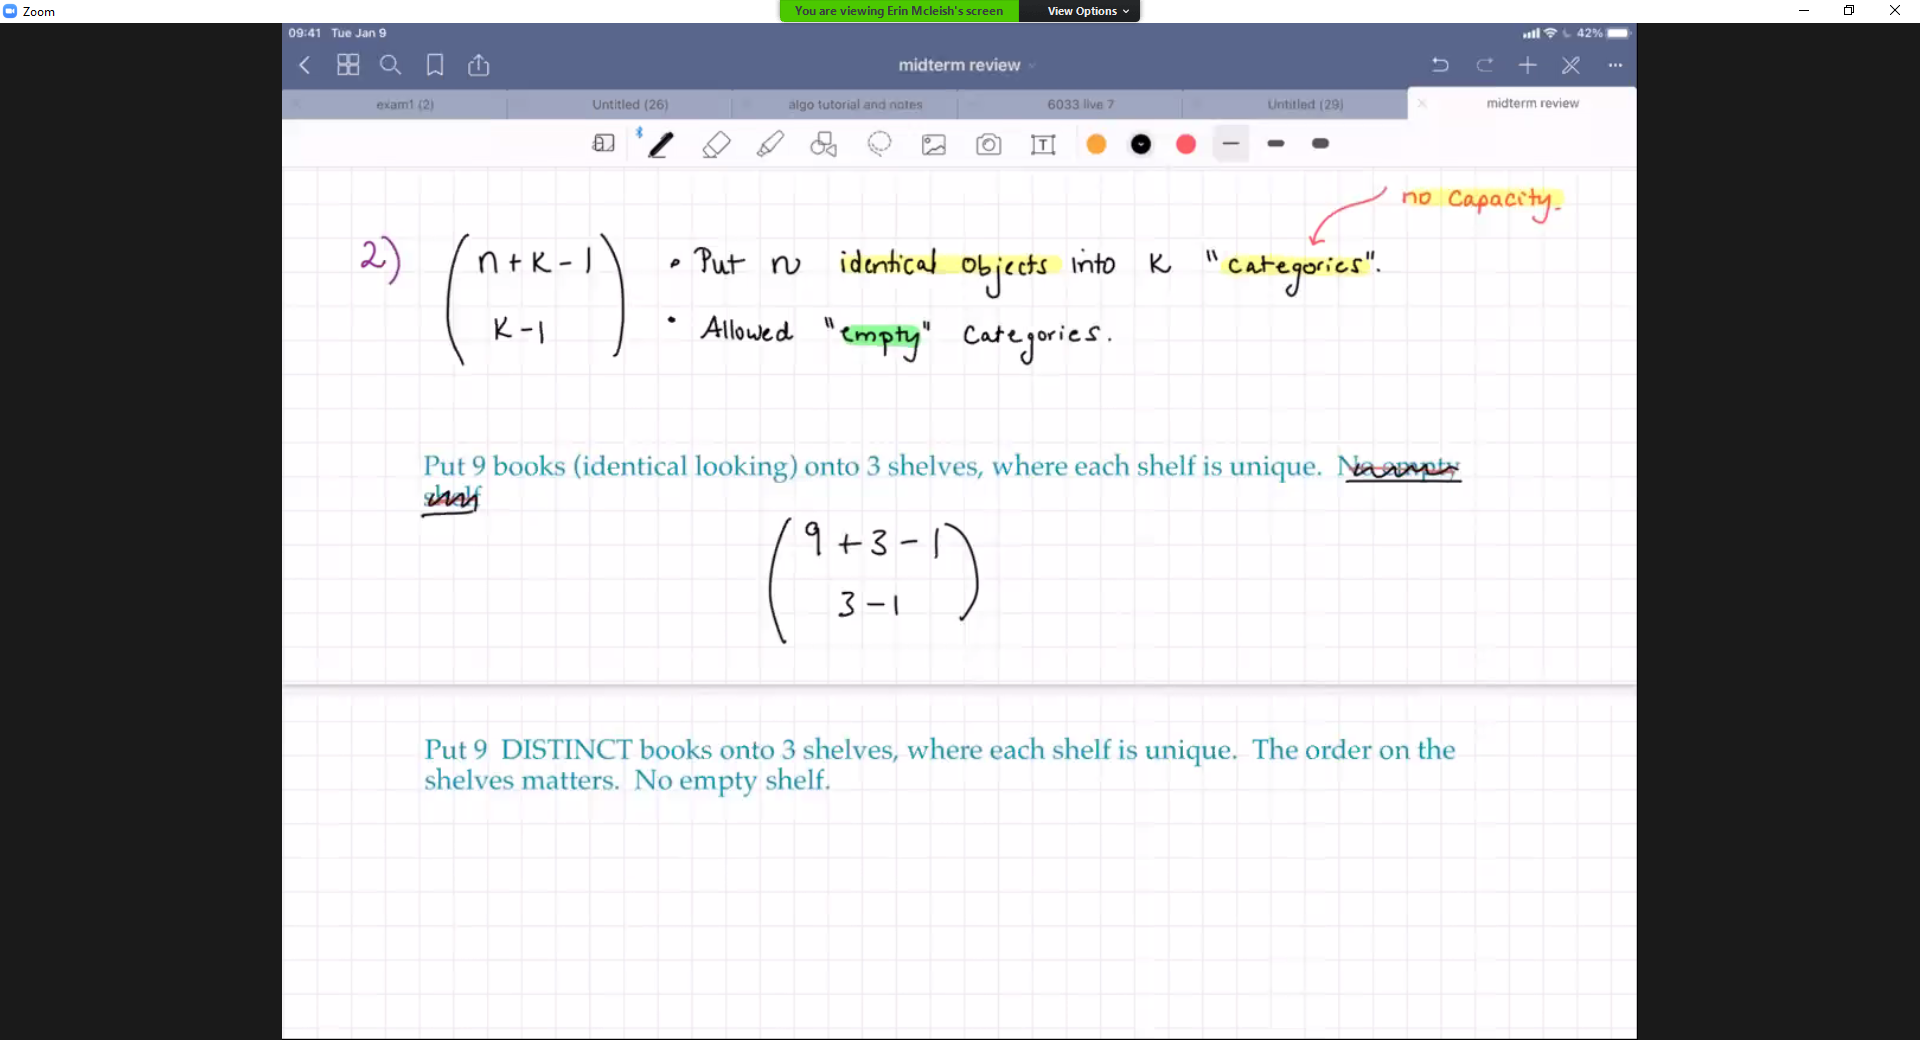 Zoom
You are viewing Erin Mcleish's screen View Options
09:41 Tue Jan 9 42%
midterm review
exam1 (2) Untitled (26) algo tutorial and notes 6033 live 7 Untitled (29) midterm review
T
no Capacity.
2) (n+k-1 • Put n identical objects into k "categories".
k-1) • Allowed "empty" categories.
Put 9 books (identical looking) onto 3 shelves, where each shelf is unique. No empty
shelf
(9+3-1
3-1)
Put 9 DISTINCT books onto 3 shelves, where each shelf is unique. The order on the
shelves matters. No empty shelf.